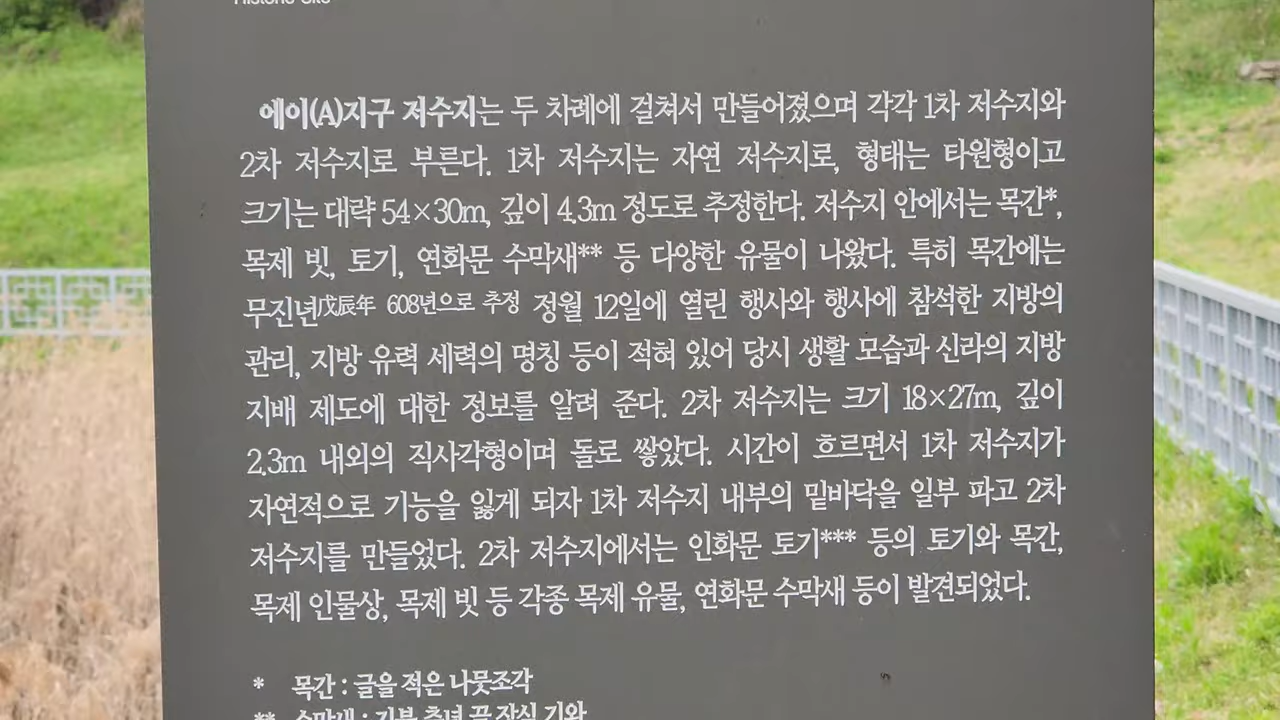 Historic Site
에이(A)지구 저수지는 두 차례에 걸쳐서 만들어졌으며 각각 1차 저수지와
2차 저수지로 부른다. 1차 저수지는 자연 저수지로, 형태는 타원형이고
크기는 대략 54×30m, 깊이 4.3m 정도로 추정한다. 저수지 안에서는 목간*,
목제 빗, 토기, 연화문 수막새** 등 다양한 유물이 나왔다. 특히 목간에는
무진년戊辰年 608년으로 추정 정월 12일에 열린 행사와 행사에 참석한 지방의
관리, 지방 유력 세력의 명칭 등이 적혀 있어 당시 생활 모습과 신라의 지방
지배 제도에 대한 정보를 알려 준다. 2차 저수지는 크기 18×27m, 깊이
2.3m 내외의 직사각형이며 돌로 쌓았다. 시간이 흐르면서 1차 저수지가
자연적으로 기능을 잃게 되자 1차 저수지 내부의 밑바닥을 일부 파고 2차
저수지를 만들었다. 2차 저수지에서는 인화문 토기*** 등의 토기와 목간,
목제 인물상, 목제 빗 등 각종 목제 유물, 연화문 수막새 등이 발견되었다.
* 목간 : 글을 적은 나뭇조각
** 수막새 : 지붕 추녀 끝 장식 기와